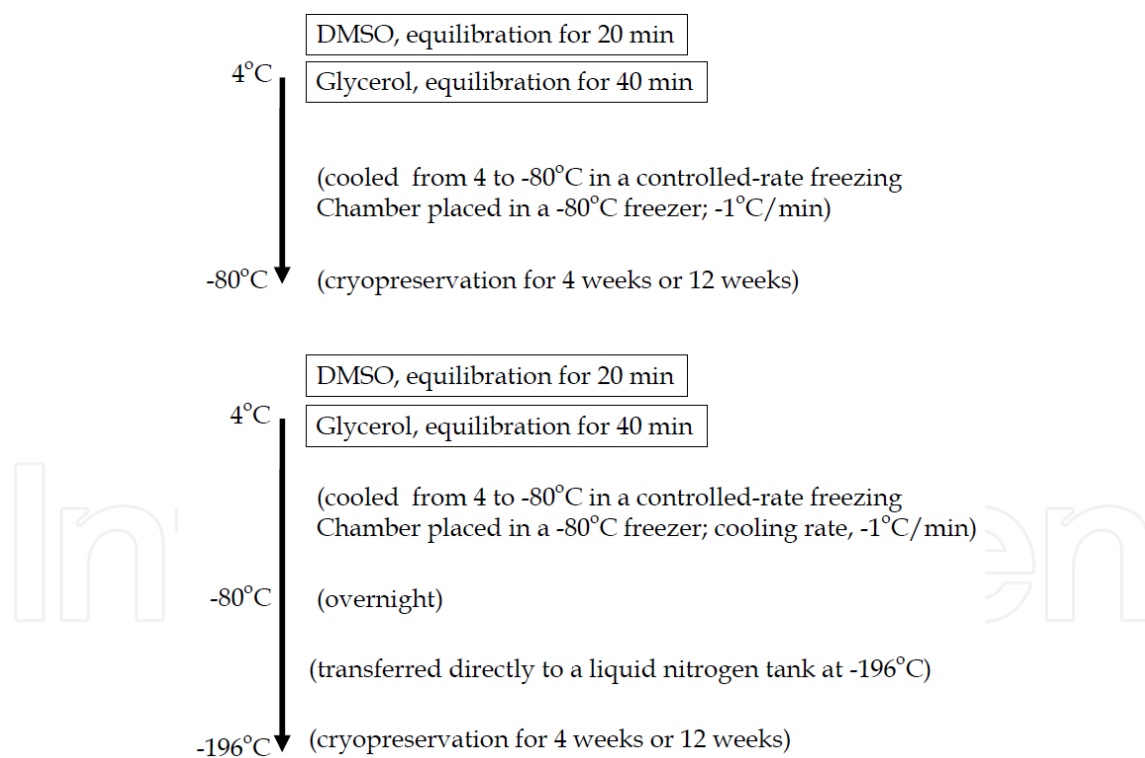 DMSO, equilibration for 20 min
4°C
Glycerol, equilibration for 40 min
(cooled from 4 to -80°C in a controlled-rate freezing
Chamber placed in a -80°C freezer; -1°C/min)
-80°C
(cryopreservation for 4 weeks or 12 weeks)
DMSO, equilibration for 20 min
4°C
Glycerol, equilibration for 40 min
(cooled from 4 to -80°C in a controlled-rate freezing
Chamber placed in a -80°C freezer; cooling rate, -1°C/min)
-80°C
(overnight)
(transferred directly to a liquid nitrogen tank at -196°C)
-196°C
(cryopreservation for 4 weeks or 12 weeks)